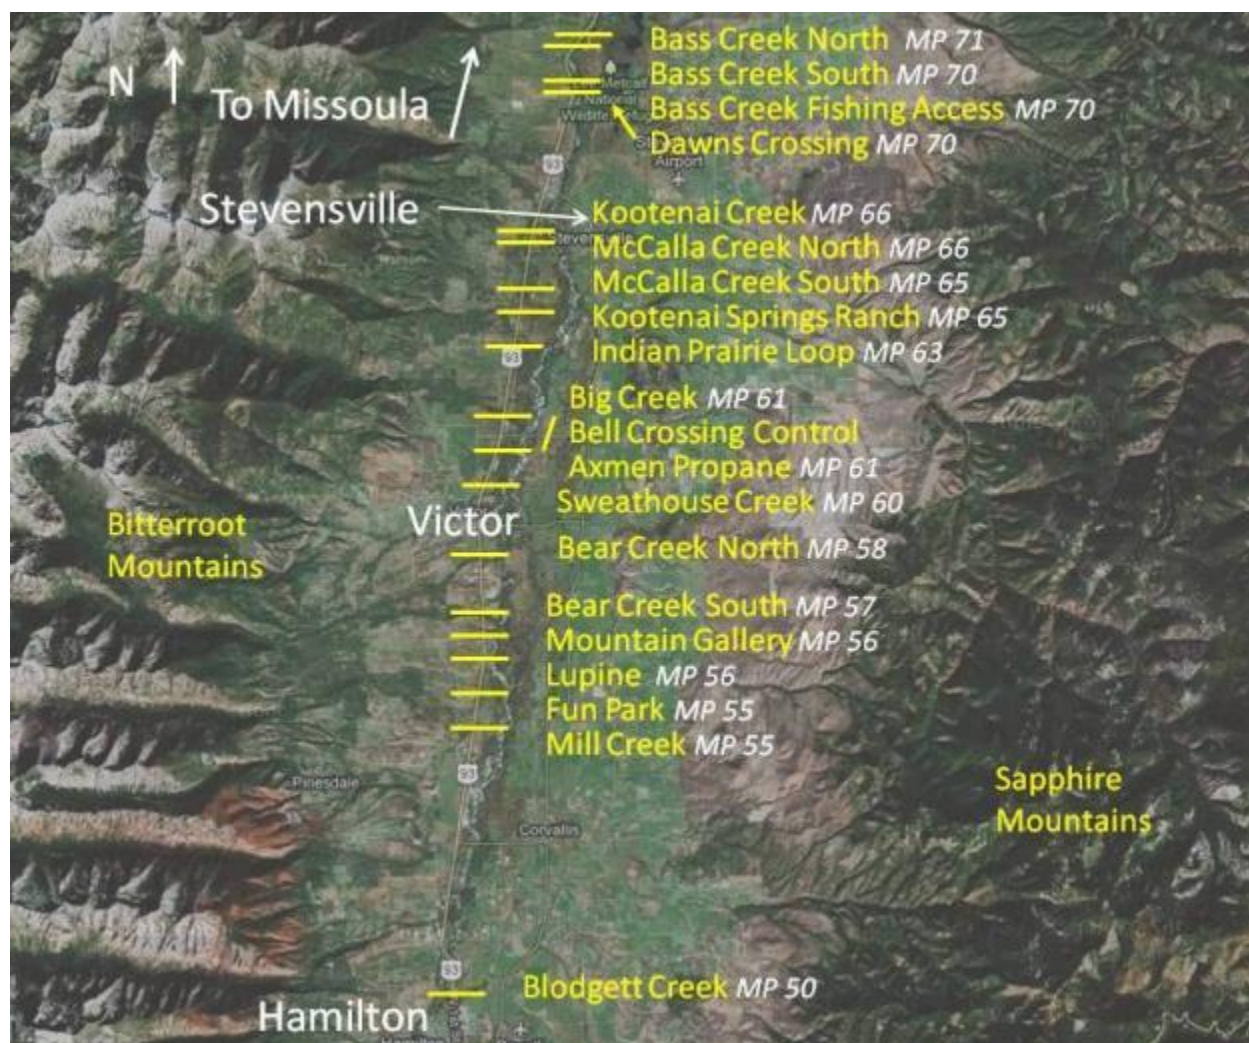 Bass Creek North MP 71
N
To Missoula
Bass Creek South MP 70
Bass Creek Fishing Access MP 70
Dawns Crossing MP 70
National
Airport
93
Stevensville
Kootenai Creek MP 66
McCalla Creek North MP 66
McCalla Creek South MP 65
Kootenai Springs Ranch MP 65
Indian Prairie Loop MP 63
93
Big Creek MP 61
Bell Crossing Control
Axmen Propane MP 61
Sweathouse Creek MP 60
Victor
Bitterroot
Mountains
Bear Creek North MP 58
Bear Creek South MP 57
Mountain Gallery MP 56
Lupine MP 56
Fun Park MP 55
Mill Creek MP 55
93
Pinesdale
Sapphire
Mountains
Corvallis
93
Blodgett Creek MP 50
Hamilton